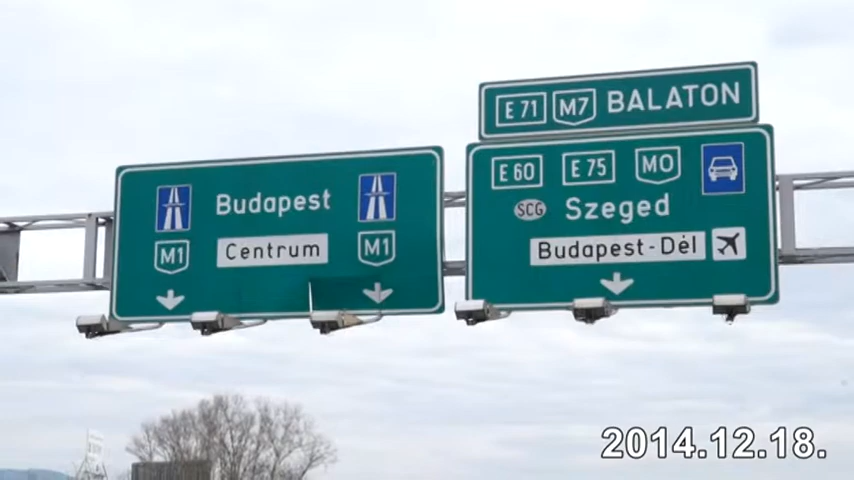 Budapest
M1 Centrum M1
E 71 M7 BALATON
E 60 E 75 M0
SCG Szeged
Budapest-Dél
2014.12.18.